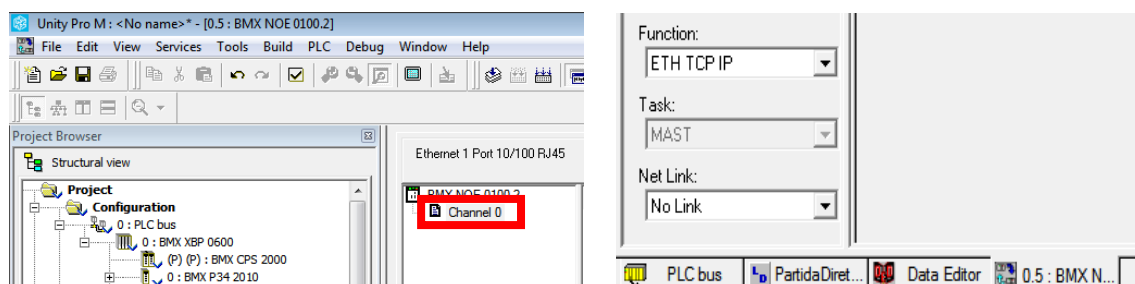 Unity Pro M : <No name>* - [0.5 : BMX NOE 0100.2]
File Edit View Services Tools Build PLC Debug Window Help
Project Browser
Structural view
Project
Configuration
0 : PLC bus
0 : BMX XBP 0600
(P) (P) : BMX CPS 2000
0 : BMX P34 2010
Ethernet 1 Port 10/100 RJ45
BMX NOE 0100.2
Channel 0
Function:
ETH TCP IP
Task:
MAST
Net Link:
No Link
PLC bus
PartidaDiret...
Data Editor
0.5 : BMX N...